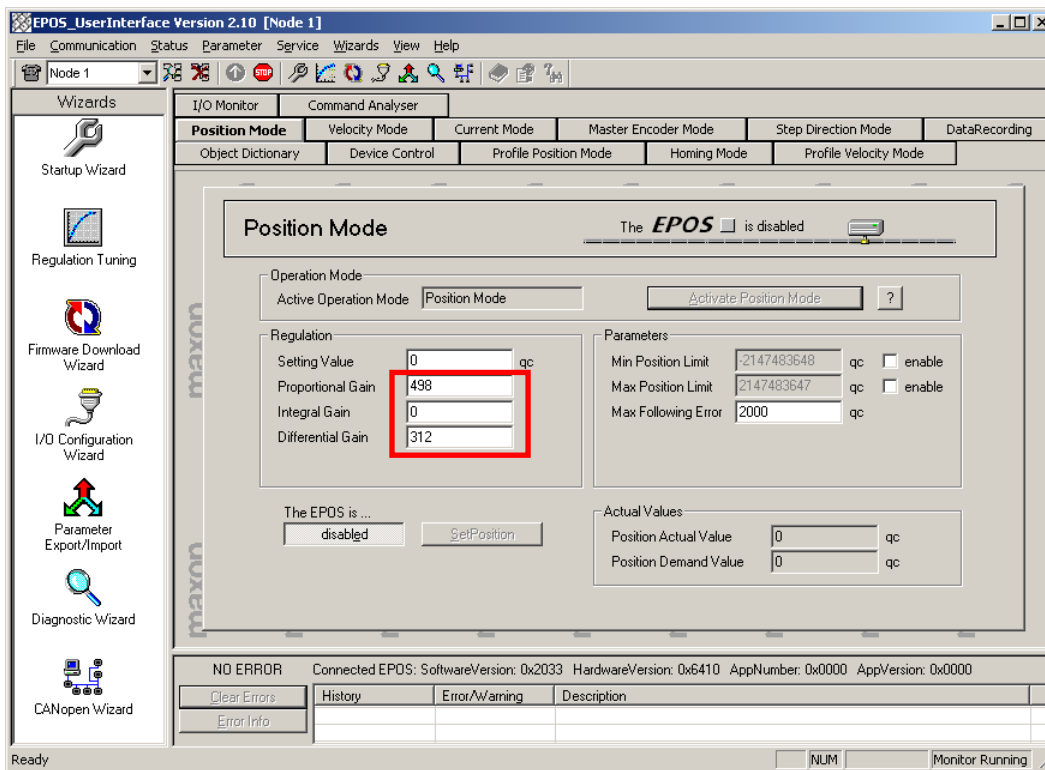 EPOS_UserInterface Version 2.10 [Node 1]
File Communication Status Parameter Service Wizards View Help
Node 1 STOP
Wizards
Startup Wizard
Regulation Tuning
Firmware Download
Wizard
I/O Configuration
Wizard
Parameter
Export/Import
Diagnostic Wizard
CANopen Wizard
I/O Monitor Command Analyser
Position Mode Velocity Mode Current Mode Master Encoder Mode Step Direction Mode DataRecording
Object Dictionary Device Control Profile Position Mode Homing Mode Profile Velocity Mode
Position Mode
The EPOS is disabled
Operation Mode
Active Operation Mode Position Mode Activate Position Mode ?
Regulation
Setting Value 0 qc
Proportional Gain 498
Integral Gain 0
Differential Gain 312
Parameters
Min Position Limit -2147483648 qc enable
Max Position Limit 2147483647 qc enable
Max Following Error 2000 qc
The EPOS is ...
disabled SetPosition
Actual Values
Position Actual Value 0 qc
Position Demand Value 0 qc
maxon
maxon
NO ERROR Connected EPOS: SoftwareVersion: 0x2033 HardwareVersion: 0x6410 AppNumber: 0x0000 AppVersion: 0x0000
Clear Errors History Error/Warning Description
Error Info
Ready NUM Monitor Running